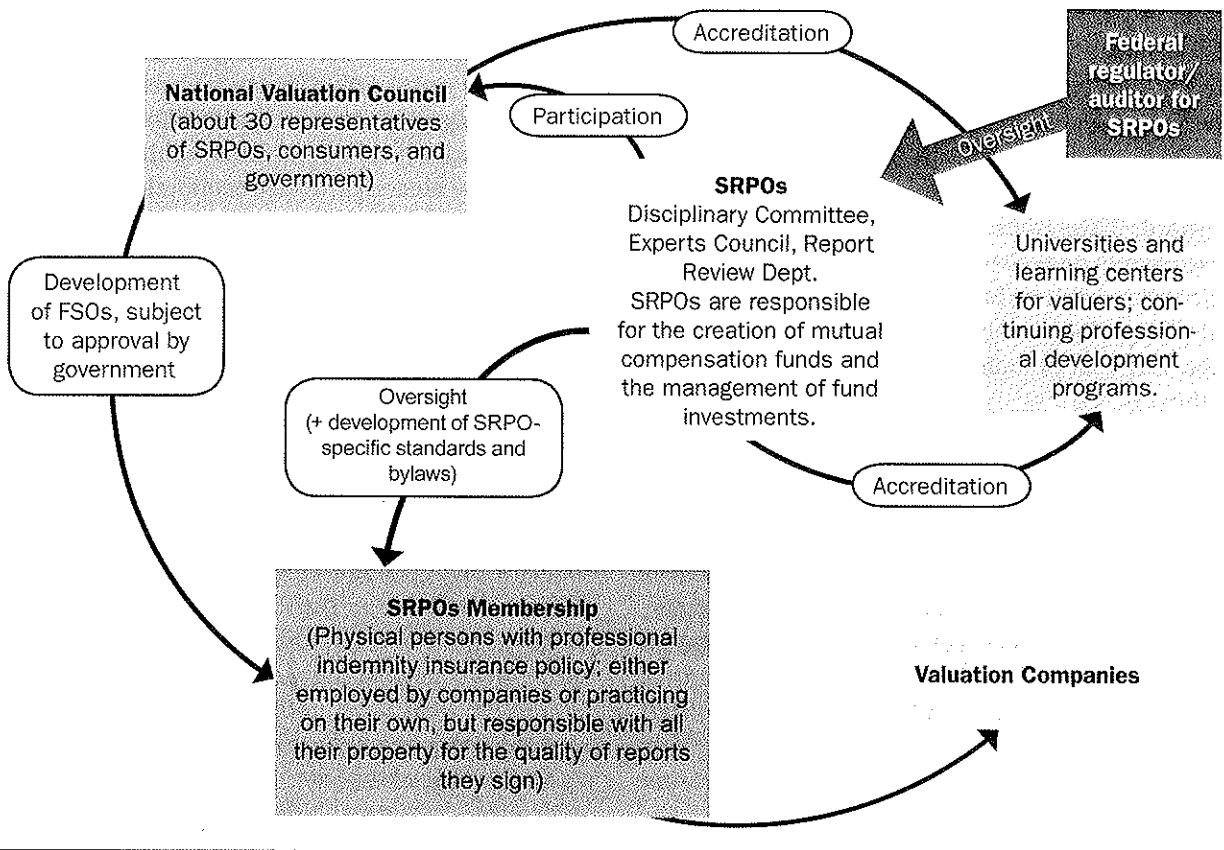 Accreditation
Federal
regulator/
auditor for
SRPOs
National Valuation Council
(about 30 representatives
of SRPOs, consumers, and
government)
Participation
Oversight
SRPOs
Disciplinary Committee,
Experts Council, Report
Review Dept.
SRPOs are responsible
for the creation of mutual
compensation funds and
the management of fund
investments.
Universities and
learning centers
for valuers; con-
tinuing profession-
al development
programs.
Development
of FSOs, subject
to approval by
government
Oversight
(+ development of SRPO-
specific standards and
bylaws)
Accreditation
SRPOs Membership
(Physical persons with professional
indemnity insurance policy; either
employed by companies or practicing
on their own, but responsible with all
their property for the quality of reports
they sign)
Valuation Companies